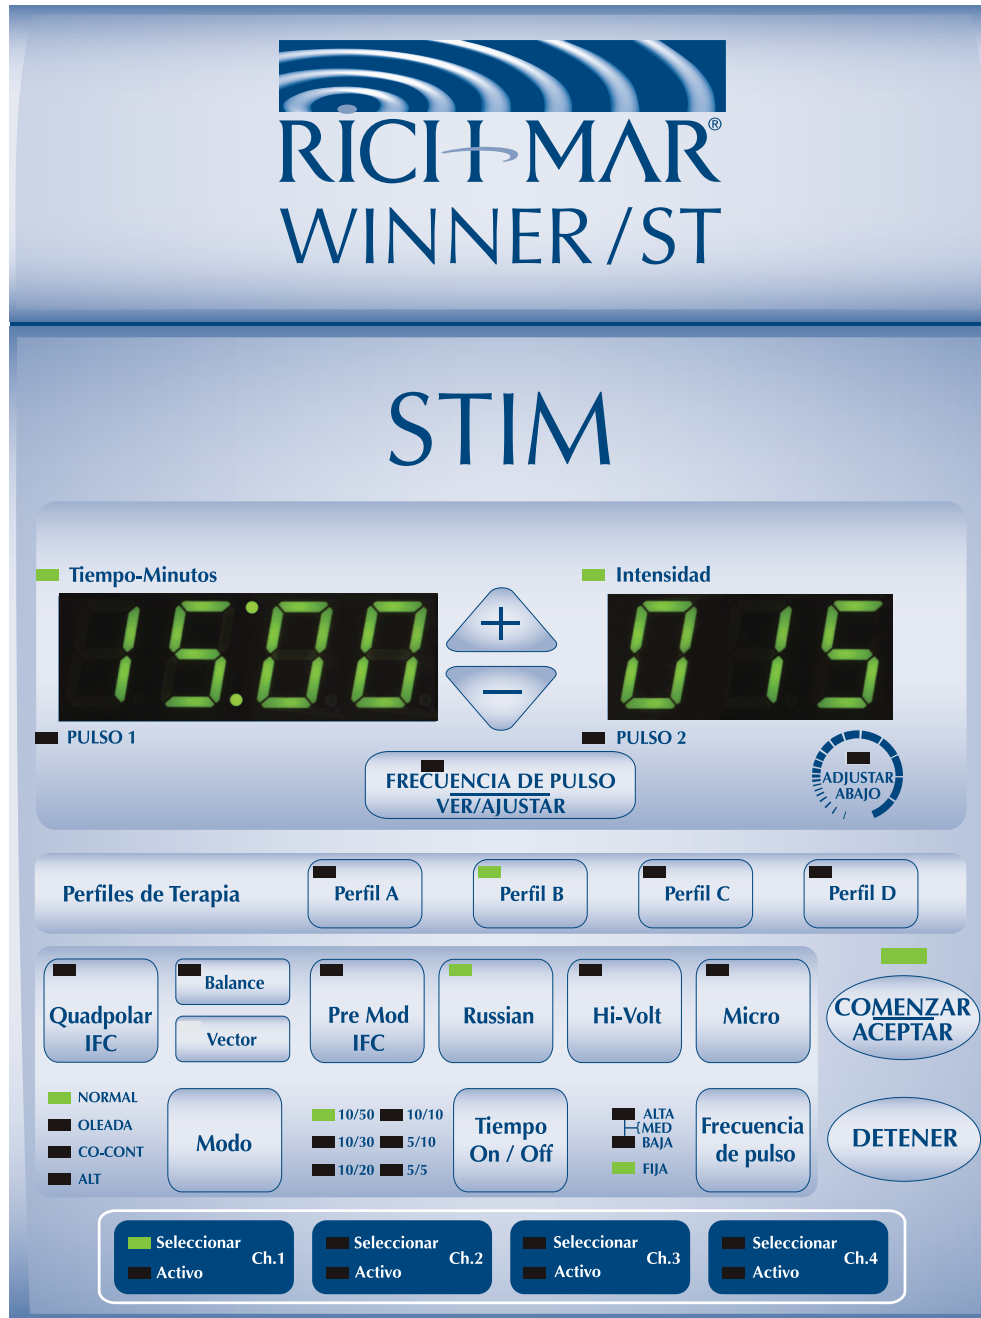 RICH-MAR®
WINNER/ST
STIM
Tiempo-Minutos
Intensidad
15:00
+
015
−
PULSO 1
PULSO 2
FRECUENCIA DE PULSO
VER/AJUSTAR
ADJUSTAR
ABAJO
Perfiles de Terapia
Perfil A
Perfil B
Perfil C
Perfil D
Quadpolar
IFC
Balance
Vector
Pre Mod
IFC
Russian
Hi-Volt
Micro
COMENZAR
ACEPTAR
NORMAL
OLEADA
CO-CONT
ALT
Modo
10/50 10/10
10/30 5/10
10/20 5/5
Tiempo
On / Off
ALTA
MED
BAJA
FIJA
Frecuencia
de pulso
DETENER
Seleccionar
Activo
Ch.1
Seleccionar
Activo
Ch.2
Seleccionar
Activo
Ch.3
Seleccionar
Activo
Ch.4